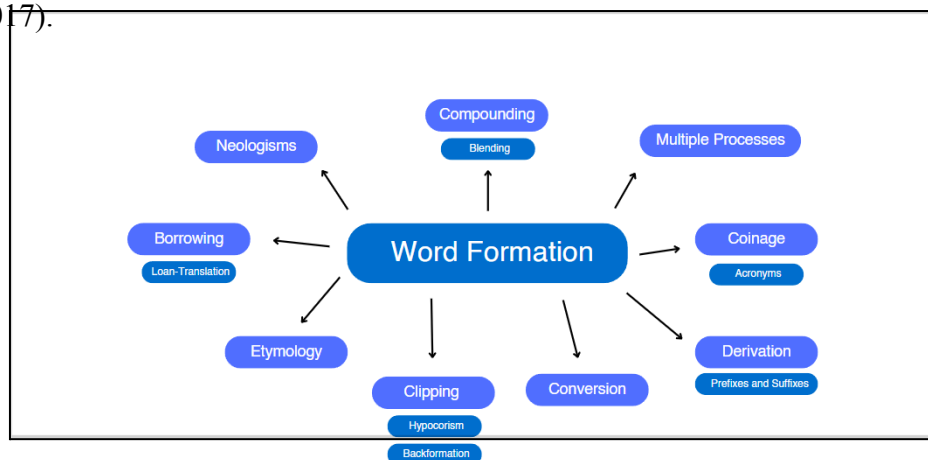 17).
Compounding
Blending
Neologisms
Multiple Processes
Borrowing
Loan-Translation
Word Formation
Coinage
Acronyms
Etymology
Derivation
Prefixes and Suffixes
Clipping
Hypocorism
Backformation
Conversion